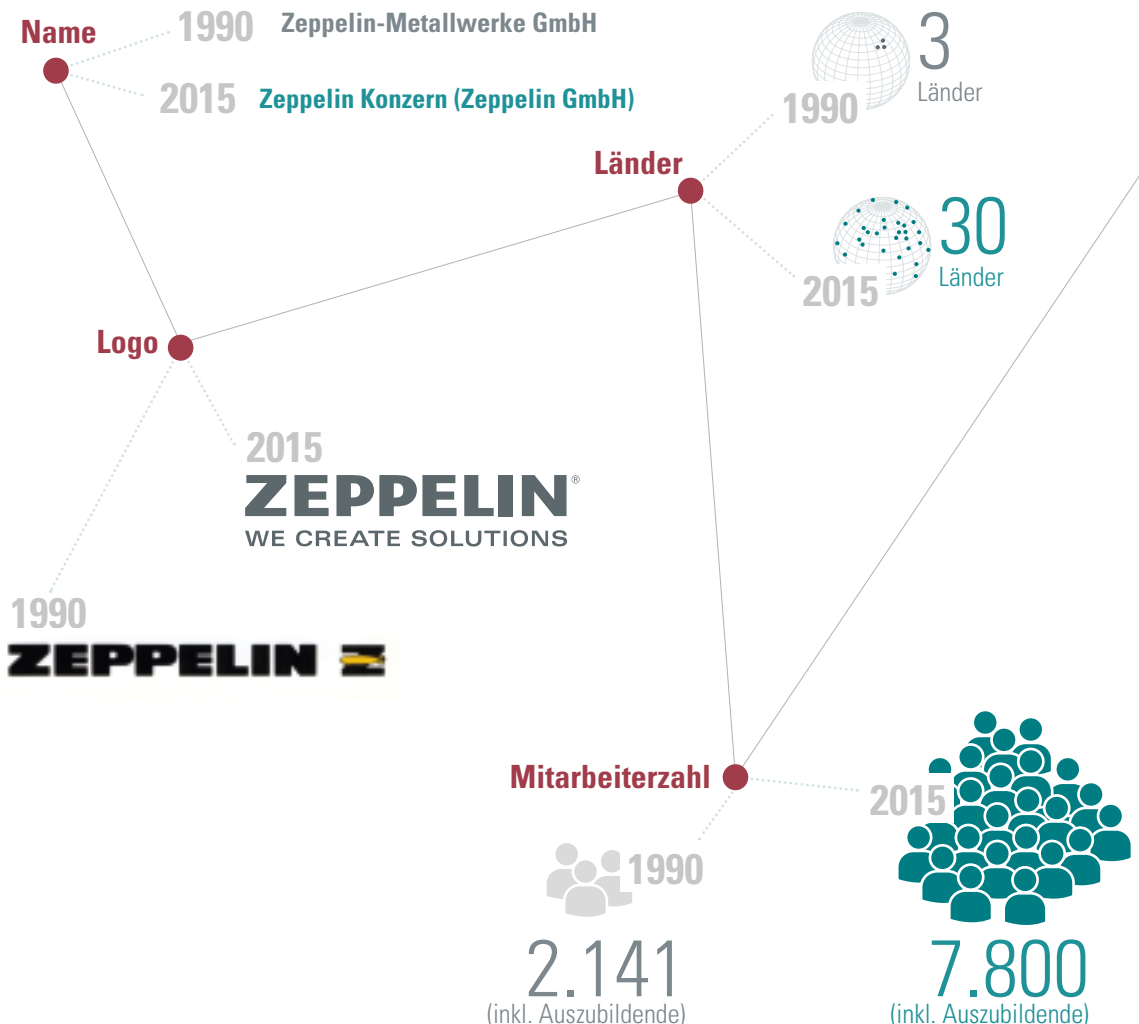 Name
1990 Zeppelin-Metallwerke GmbH
2015 Zeppelin Konzern (Zeppelin GmbH)
Länder
1990
3
Länder
2015
30
Länder
Logo
2015
ZEPPELIN®
WE CREATE SOLUTIONS
1990
ZEPPELIN Z
Mitarbeiterzahl
1990
2.141
(inkl. Auszubildende)
2015
7.800
(inkl. Auszubildende)